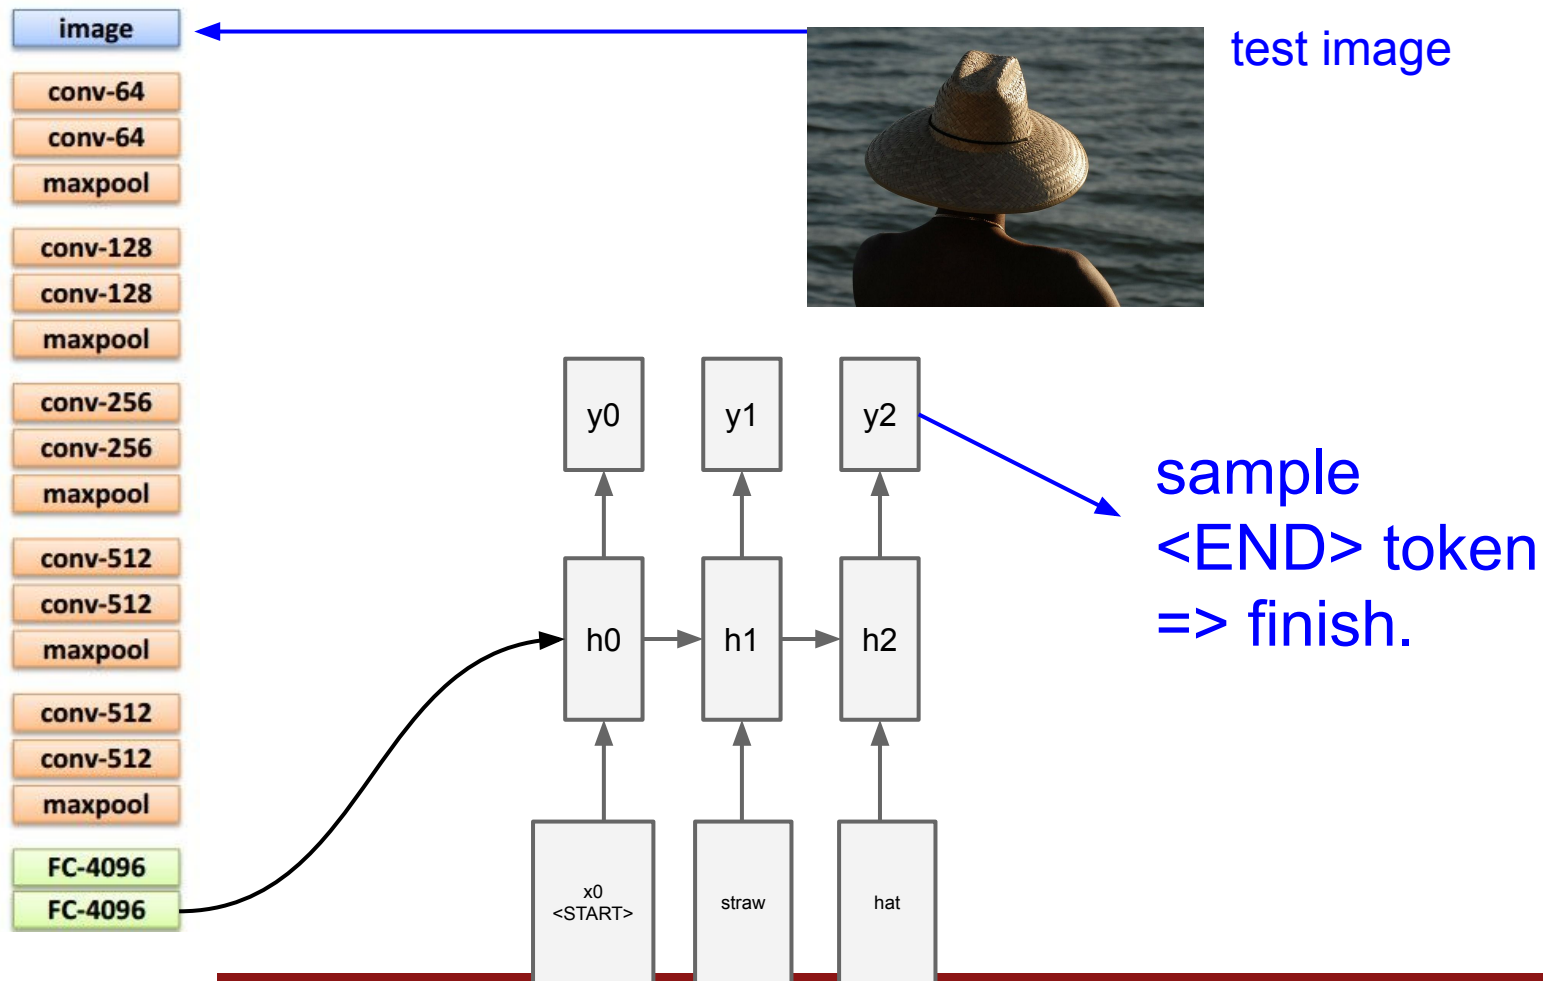 image
conv-64
conv-64
maxpool
conv-128
conv-128
maxpool
conv-256
conv-256
maxpool
conv-512
conv-512
maxpool
conv-512
conv-512
maxpool
FC-4096
FC-4096
test image
y0
y1
y2
h0
h1
h2
x0
<START>
straw
hat
sample
<END> token
=> finish.